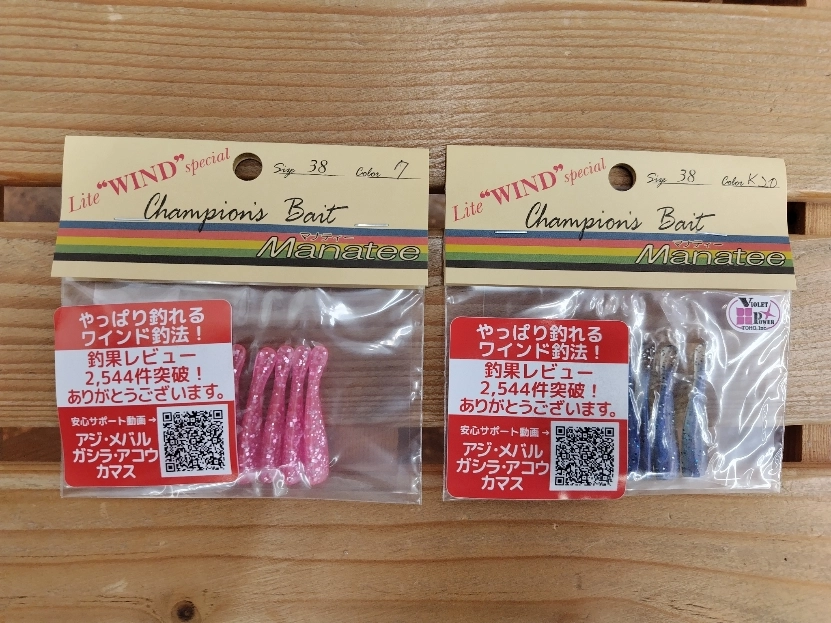 Lite "WIND" special
Size 38 Color 7
Champion's Bait
マナティー
Manatee
やっぱり釣れる
ワインド釣法！
釣果レビュー
2,544件突破！
ありがとうございます。
安心サポート動画→
アジ・メバル
ガシラ・アコウ
カマス
Lite "WIND" special
Size 38 Color
Champion's Bait
マナティー
Manatee
VIOLET
POWER
TOHO, Inc.
やっぱり釣れる
ワインド釣法！
釣果レビュー
2,544件突破！
ありがとうございます。
安心サポート動画→
アジ・メバル
ガシラ・アコウ
カマス